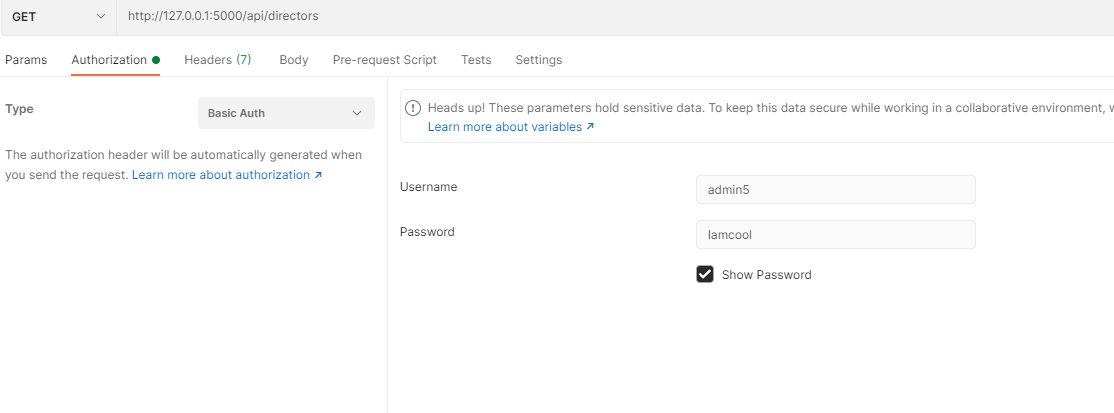 GET http://127.0.0.1:5000/api/directors
Params Authorization Headers (7) Body Pre-request Script Tests Settings
Type Basic Auth
The authorization header will be automatically generated when
you send the request. Learn more about authorization ↗
Heads up! These parameters hold sensitive data. To keep this data secure while working in a collaborative environment, w
Learn more about variables ↗
Username admin5
Password Iamcool
Show Password